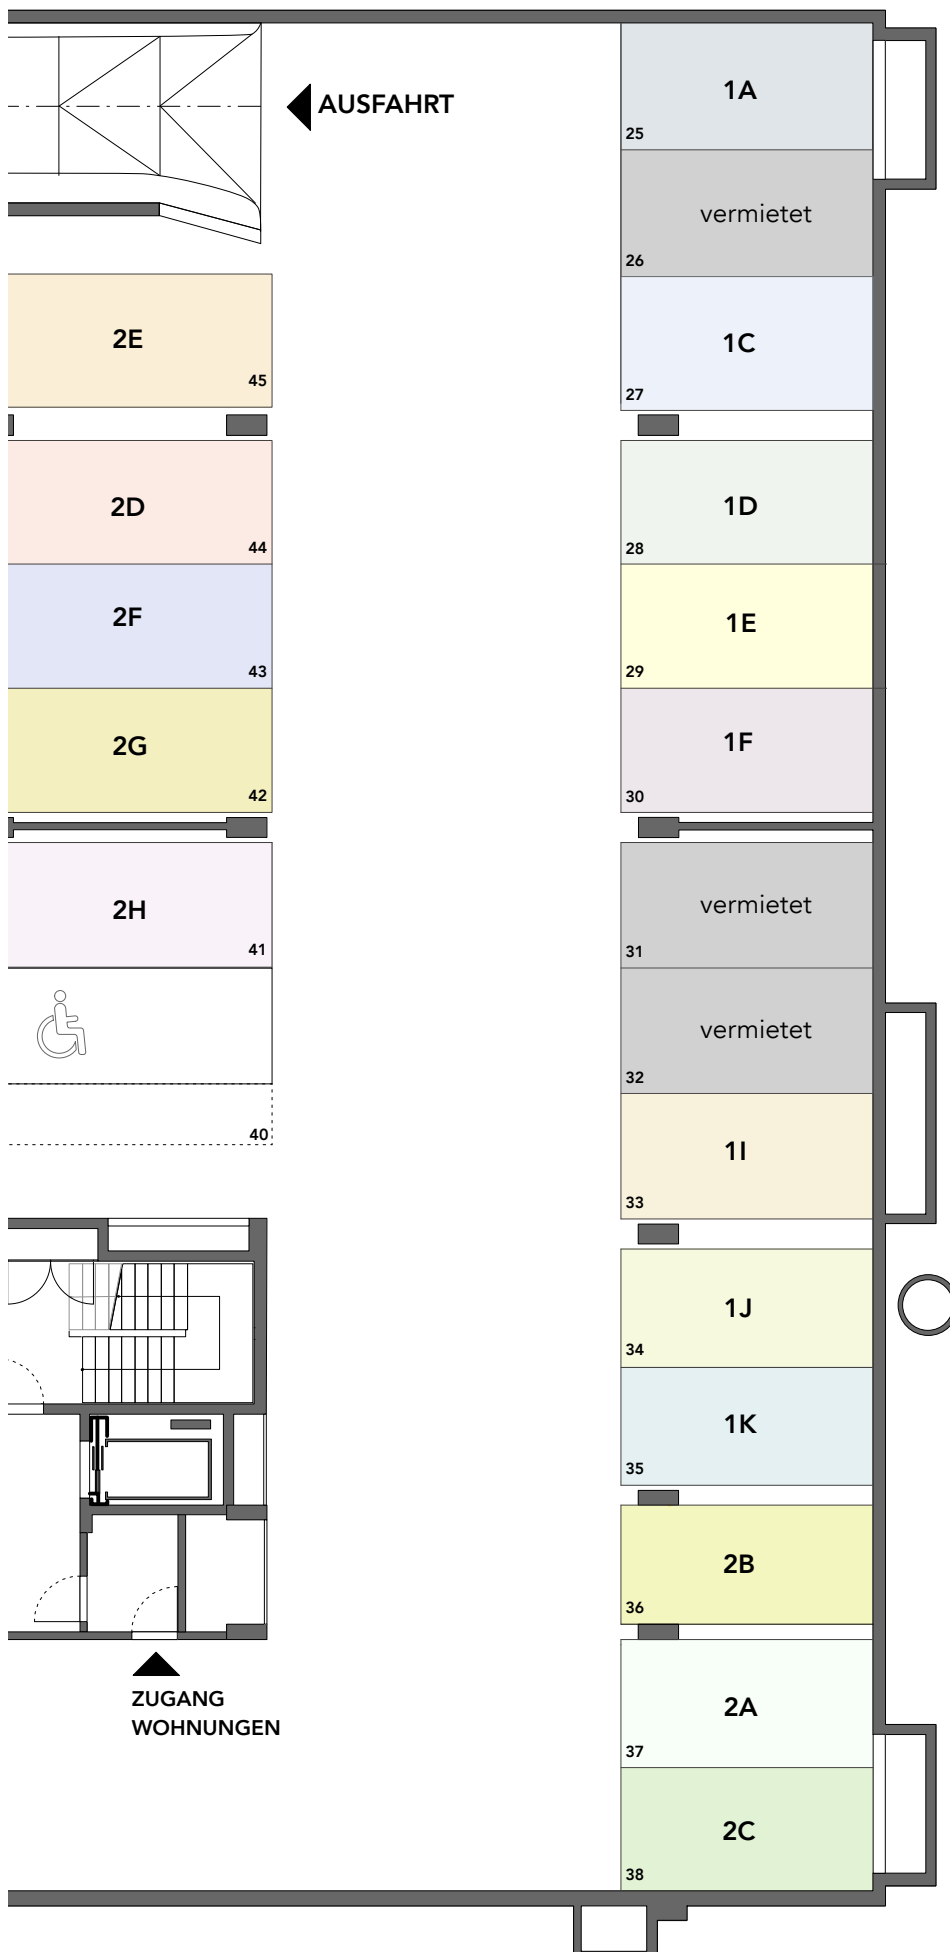 AUSFAHRT
1A
25
vermietet
26
1C
27
1D
28
1E
29
1F
30
vermietet
31
vermietet
32
1I
33
1J
34
1K
35
2B
36
2A
37
2C
38
2E
45
2D
44
2F
43
2G
42
2H
41
40
ZUGANG
WOHNUNGEN